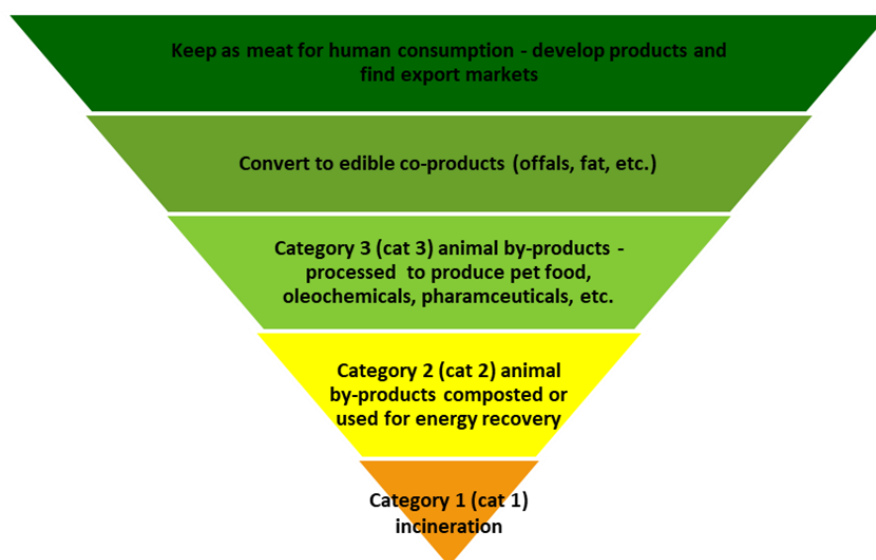 Keep as meat for human consumption - develop products and
find export markets
Convert to edible co-products (offals, fat, etc.)
Category 3 (cat 3) animal by-products -
processed to produce pet food,
oleochemicals, pharamceuticals, etc.
Category 2 (cat 2) animal
by-products composted or
used for energy recovery
Category 1 (cat 1)
incineration